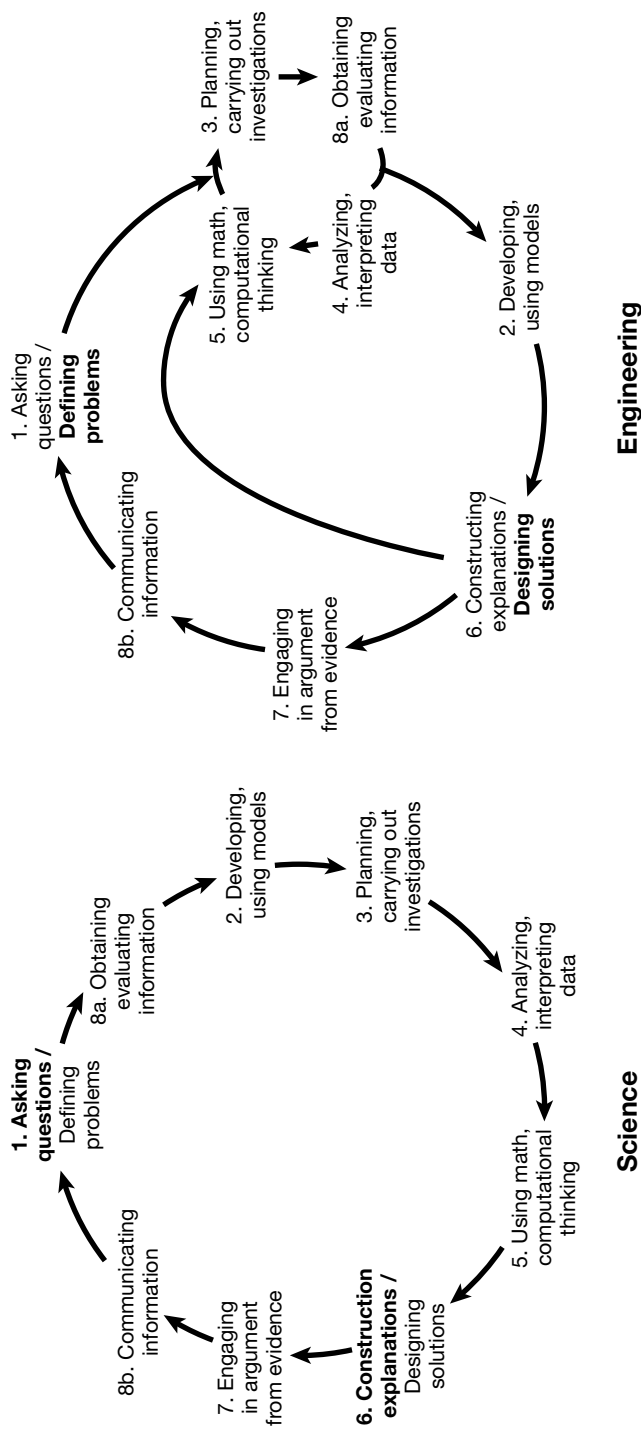 1. Asking
questions /
Defining
problems
8a. Obtaining
evaluating
information
2. Developing,
using models
3. Planning,
carrying out
investigations
4. Analyzing,
interpreting
data
5. Using math,
computational
thinking
6. Construction
explanations /
Designing
solutions
7. Engaging
in argument
from evidence
8b. Communicating
information
Science
1. Asking
questions /
Defining
problems
3. Planning,
carrying out
investigations
8a. Obtaining
evaluating
information
4. Analyzing,
interpreting
data
5. Using math,
computational
thinking
2. Developing,
using models
6. Constructing
explanations /
Designing
solutions
7. Engaging
in argument
from evidence
8b. Communicating
information
Engineering